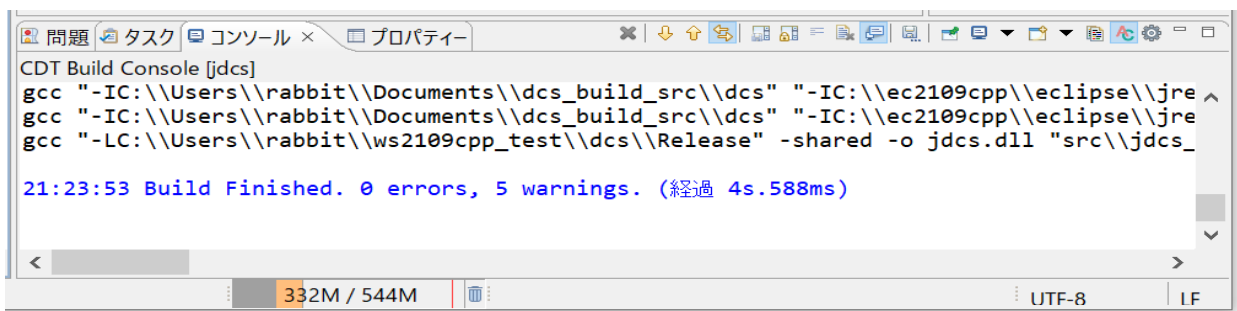 問題 タスク コンソール × プロパティー
CDT Build Console [jdcs]
gcc "-IC:\\Users\\rabbit\\Documents\\dcs_build_src\\dcs" "-IC:\\ec2109cpp\\eclipse\\jre
gcc "-IC:\\Users\\rabbit\\Documents\\dcs_build_src\\dcs" "-IC:\\ec2109cpp\\eclipse\\jre
gcc "-LC:\\Users\\rabbit\\ws2109cpp_test\\dcs\\Release" -shared -o jdcs.dll "src\\jdcs_
21:23:53 Build Finished. 0 errors, 5 warnings. (経過 4s.588ms)
332M / 544M UTF-8 LF